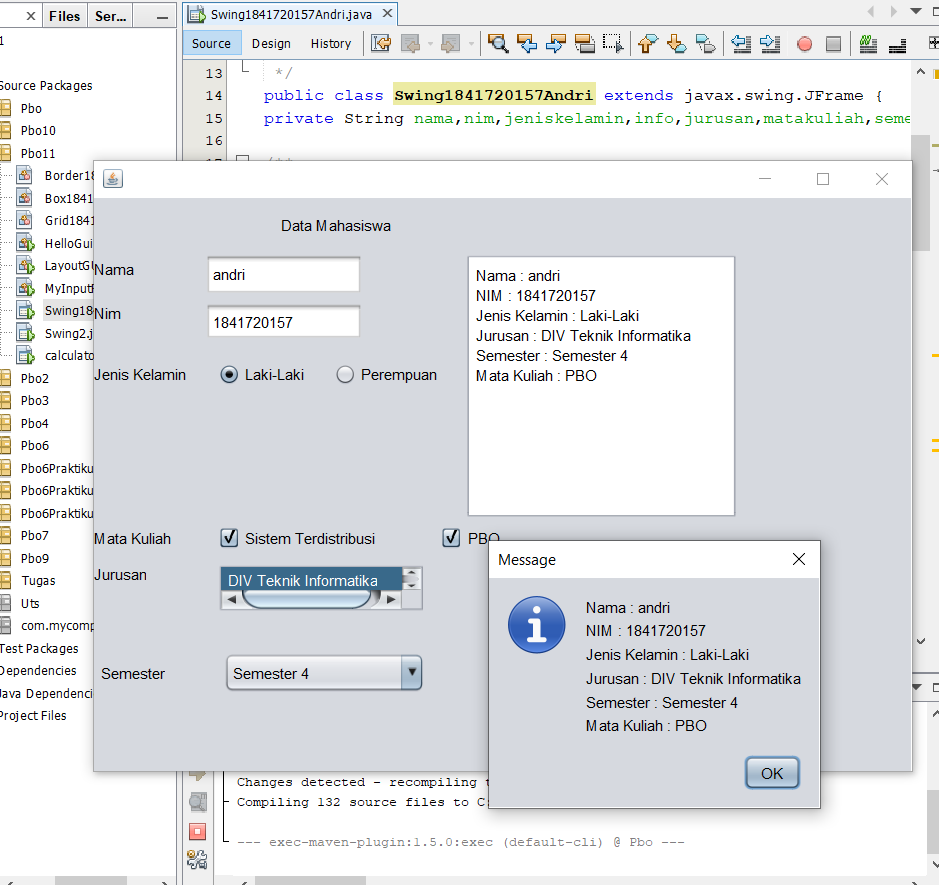 Files
Ser...
Swing1841720157Andri.java
Source
Design
History
1
Source Packages
Pbo
Pbo10
Pbo11
Border18
Box1841
Grid1841
HelloGui
LayoutGU
MyInputF
Swing18
Swing2.j
calculato
Pbo2
Pbo3
Pbo4
Pbo6
Pbo6Praktiku
Pbo6Praktiku
Pbo6Praktiku
Pbo7
Pbo9
Tugas
Uts
com.mycomp
Test Packages
Dependencies
Java Dependenci
Project Files
13 */
14 public class Swing1841720157Andri extends javax.swing.JFrame {
15 private String nama,nim,jeniskelamin,info,jurusan,matakuliah,seme
16
Data Mahasiswa
Nama
andri
Nim
1841720157
Jenis Kelamin
Laki-Laki
Perempuan
Nama : andri
NIM : 1841720157
Jenis Kelamin : Laki-Laki
Jurusan : DIV Teknik Informatika
Semester : Semester 4
Mata Kuliah : PBO
Mata Kuliah
Sistem Terdistribusi
PBO
Jurusan
DIV Teknik Informatika
Semester
Semester 4
Message
Nama : andri
NIM : 1841720157
Jenis Kelamin : Laki-Laki
Jurusan : DIV Teknik Informatika
Semester : Semester 4
Mata Kuliah : PBO
OK
Changes detected - recompiling t
Compiling 132 source files to C:
--- exec-maven-plugin:1.5.0:exec (default-cli) @ Pbo ---